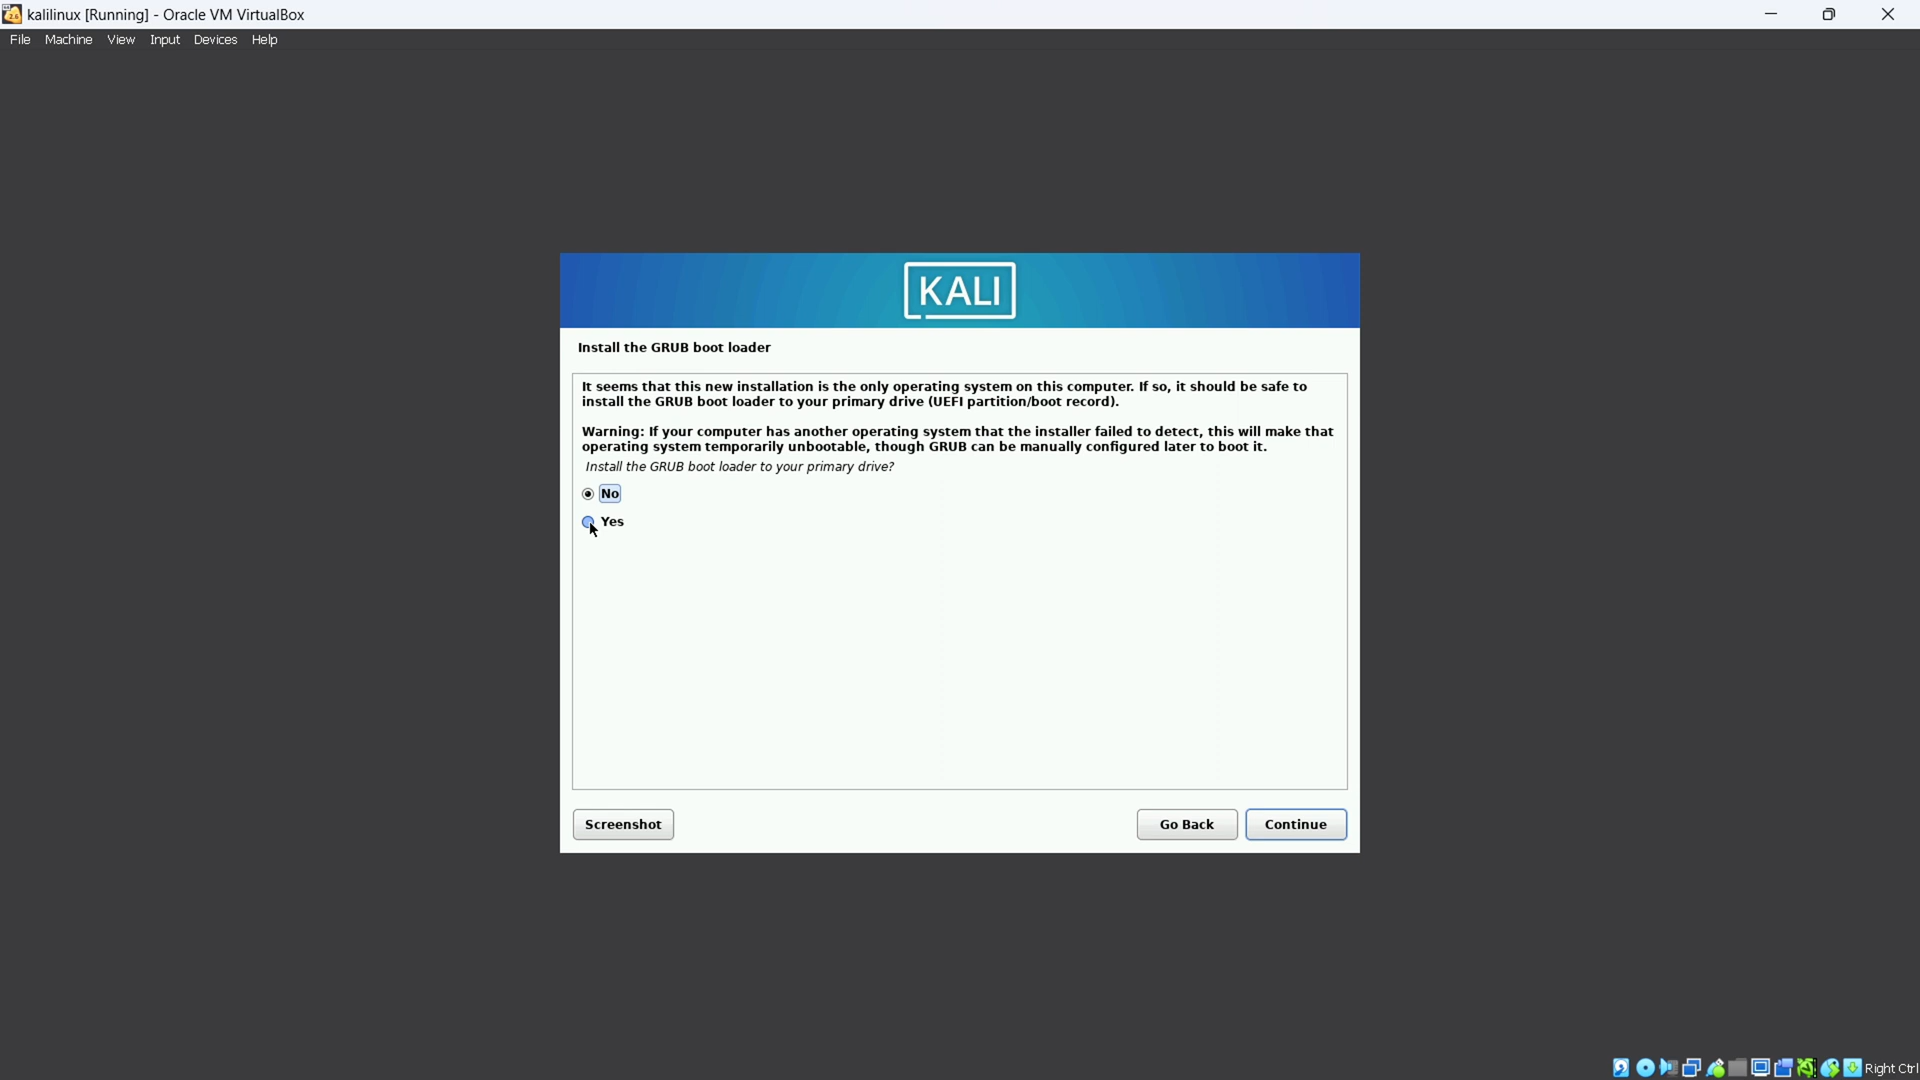 kalilinux [Running] - Oracle VM VirtualBox
File Machine View Input Devices Help
KALI
Install the GRUB boot loader
It seems that this new installation is the only operating system on this computer. If so, it should be safe to
install the GRUB boot loader to your primary drive (UEFI partition/boot record).
Warning: If your computer has another operating system that the installer failed to detect, this will make that
operating system temporarily unbootable, though GRUB can be manually configured later to boot it.
Install the GRUB boot loader to your primary drive?
No
Yes
Screenshot Go Back Continue
Right Ctrl